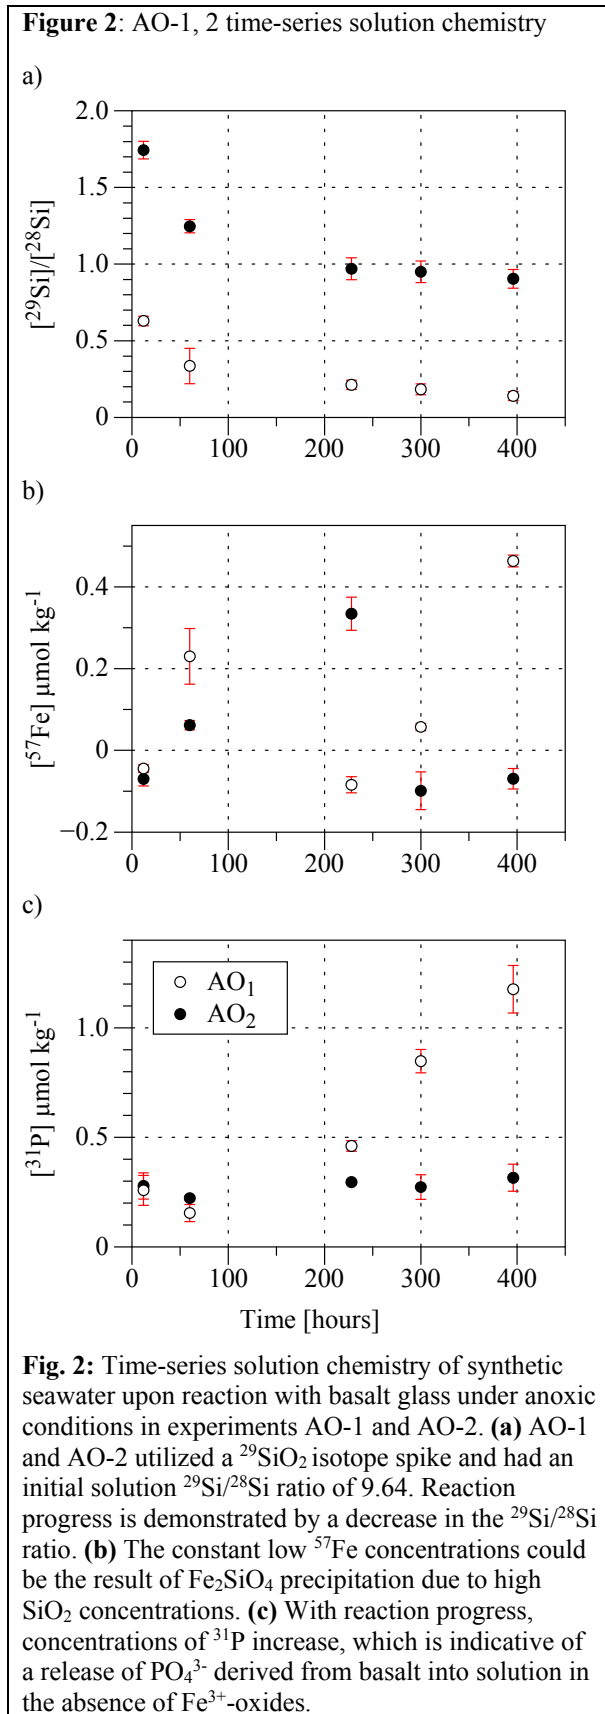 Figure 2: AO-1, 2 time-series solution chemistry
a)
2.0
1.5
1.0
0.5
0
[²⁹Si]/[²⁸Si]
0 100 200 300 400
b)
0.4
0.2
0
−0.2
[⁵⁷Fe] µmol kg⁻¹
0 100 200 300 400
c)
AO₁
AO₂
1.0
0.5
0
[³¹P] µmol kg⁻¹
0 100 200 300 400
Time [hours]
Fig. 2: Time-series solution chemistry of synthetic
seawater upon reaction with basalt glass under anoxic
conditions in experiments AO-1 and AO-2. (a) AO-1
and AO-2 utilized a ²⁹SiO₂ isotope spike and had an
initial solution ²⁹Si/²⁸Si ratio of 9.64. Reaction
progress is demonstrated by a decrease in the ²⁹Si/²⁸Si
ratio. (b) The constant low ⁵⁷Fe concentrations could
be the result of Fe₂SiO₄ precipitation due to high
SiO₂ concentrations. (c) With reaction progress,
concentrations of ³¹P increase, which is indicative of
a release of PO₄³⁻ derived from basalt into solution in
the absence of Fe³⁺-oxides.